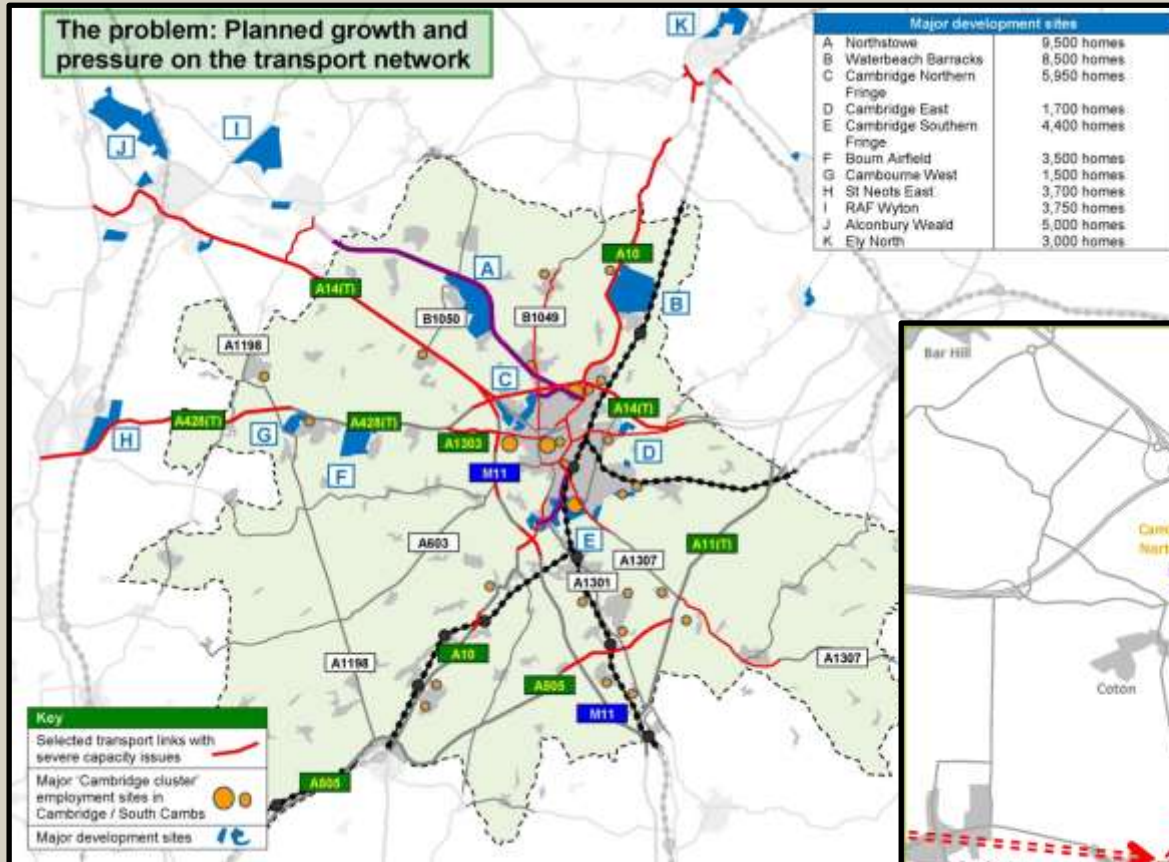 The problem: Planned growth and
pressure on the transport network
Major development sites
A Northstowe 9,500 homes
B Waterbeach Barracks 8,500 homes
C Cambridge Northern 5,950 homes
Fringe
D Cambridge East 1,700 homes
E Cambridge Southern 4,400 homes
Fringe
F Bourn Airfield 3,500 homes
G Cambourne West 1,500 homes
H St Neots East 3,700 homes
I RAF Wyton 3,750 homes
J Alconbury Weald 5,000 homes
K Ely North 3,000 homes
K
I
J
A
A10
A14(T)
B
B1050
B1049
A1198
C
A428(T)
A428(T)
A14(T)
H
G
A1303
D
F
M11
E
A603
A11(T)
A1307
A1301
A1198
A10
A1307
A505
M11
A505
Key
Selected transport links with
severe capacity issues
Major 'Cambridge cluster'
employment sites in
Cambridge / South Cambs
Major development sites
Bar Hill
Coton